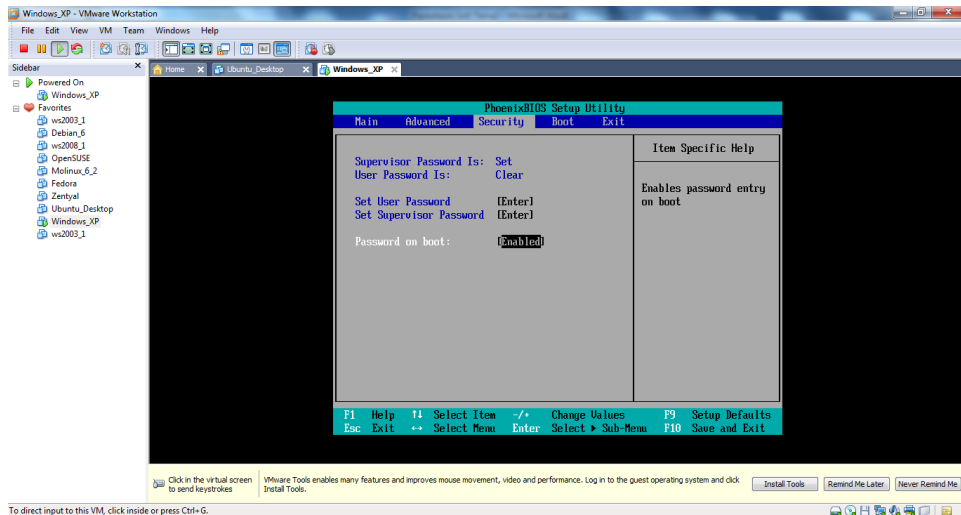 Windows_XP - VMware Workstation
File Edit View VM Team Windows Help
Sidebar ×
Home × Ubuntu_Desktop × Windows_XP ×
Powered On
Windows_XP
Favorites
ws2003_1
Debian_6
ws2008_1
OpenSUSE
Molinux_6_2
Fedora
Zentyal
Ubuntu_Desktop
Windows_XP
ws2003_1
PhoenixBIOS Setup Utility
Main Advanced Security Boot Exit
Item Specific Help
Supervisor Password Is: Set
User Password Is: Clear
Enables password entry
on boot
Set User Password [Enter]
Set Supervisor Password [Enter]
Password on boot: [Enabled]
F1 Help ↑↓ Select Item -/+ Change Values F9 Setup Defaults
Esc Exit ↔ Select Menu Enter Select ▶ Sub-Menu F10 Save and Exit
Click in the virtual screen
to send keystrokes
VMware Tools enables many features and improves mouse movement, video and performance. Log in to the guest operating system and click
Install Tools.
Install Tools Remind Me Later Never Remind Me
To direct input to this VM, click inside or press Ctrl+G.